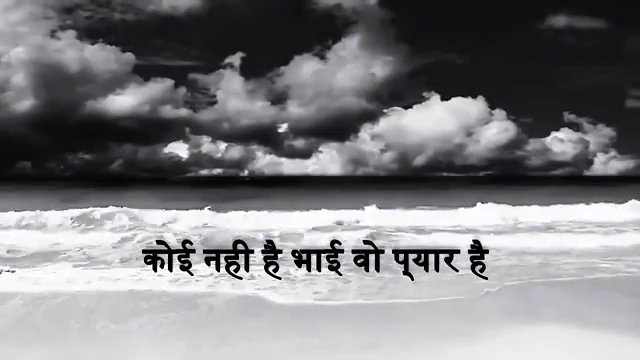 कोई नही है भाई वो प्यार है